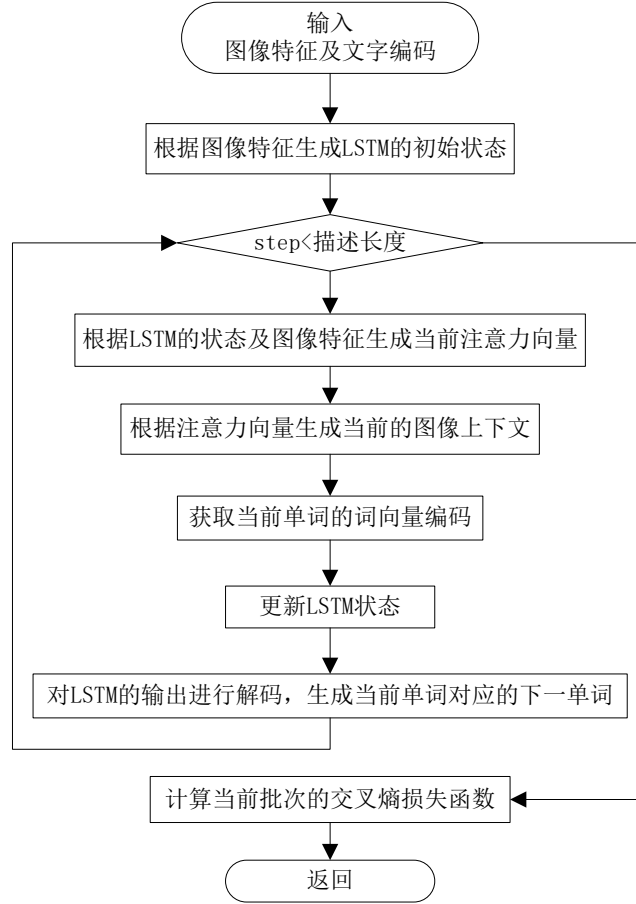 输入
图像特征及文字编码
根据图像特征生成LSTM的初始状态
step<描述长度
根据LSTM的状态及图像特征生成当前注意力向量
根据注意力向量生成当前的图像上下文
获取当前单词的词向量编码
更新LSTM状态
对LSTM的输出进行解码，生成当前单词对应的下一单词
计算当前批次的交叉熵损失函数
返回